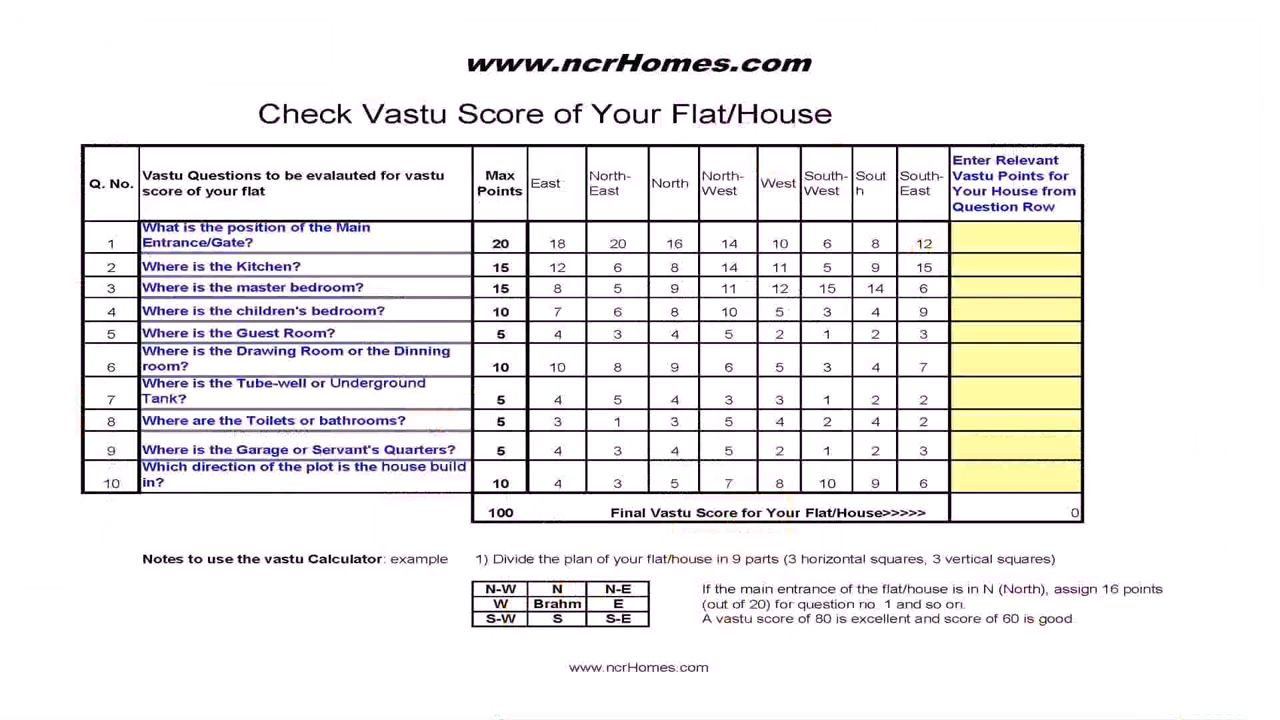 www.ncrHomes.com
Check Vastu Score of Your Flat/House
Q. No. Vastu Questions to be evalauted for vastu score of your flat Max Points East North-East North North-West West South-West Sout h South-East Enter Relevant Vastu Points for Your House from Question Row
1 What is the position of the Main Entrance/Gate? 20 18 20 16 14 10 6 8 12
2 Where is the Kitchen? 15 12 6 8 14 11 5 9 15
3 Where is the master bedroom? 15 8 5 9 11 12 15 14 6
4 Where is the children's bedroom? 10 7 6 8 10 5 3 4 9
5 Where is the Guest Room? 5 4 3 4 5 2 1 2 3
6 Where is the Drawing Room or the Dinning room? 10 10 8 9 6 5 3 4 7
7 Where is the Tube-well or Underground Tank? 5 4 5 4 3 3 1 2 2
8 Where are the Toilets or bathrooms? 5 3 1 3 5 4 2 4 2
9 Where is the Garage or Servant's Quarters? 5 4 3 4 5 2 1 2 3
10 Which direction of the plot is the house build in? 10 4 3 5 7 8 10 9 6
100 Final Vastu Score for Your Flat/House>>>>> 0
Notes to use the vastu Calculator: example 1) Divide the plan of your flat/house in 9 parts (3 horizontal squares, 3 vertical squares)
N-W N N-E
W Brahm E
S-W S S-E
If the main entrance of the flat/house is in N (North), assign 16 points
(out of 20) for question no. 1 and so on.
A vastu score of 80 is excellent and score of 60 is good.
www.ncrHomes.com